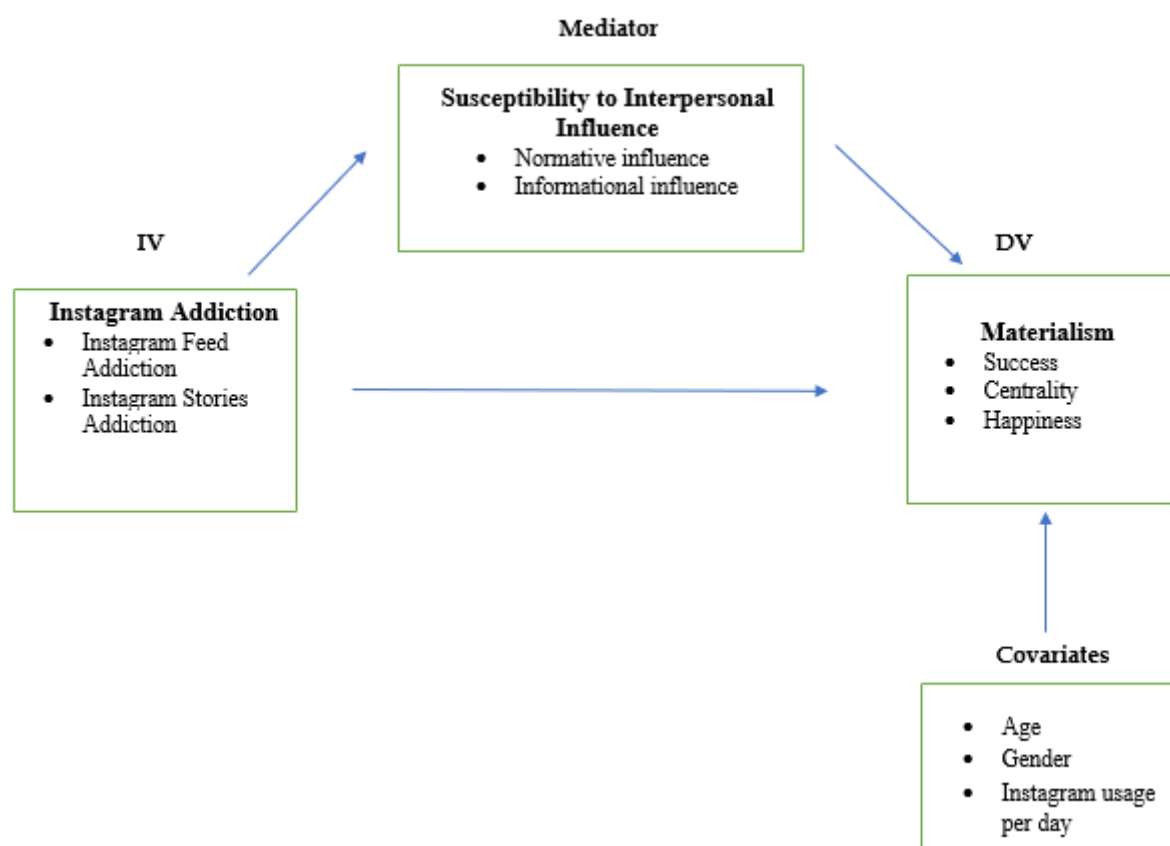 Mediator
Susceptibility to Interpersonal
Influence
• Normative influence
• Informational influence
IV
Instagram Addiction
• Instagram Feed
Addiction
• Instagram Stories
Addiction
DV
Materialism
• Success
• Centrality
• Happiness
Covariates
• Age
• Gender
• Instagram usage
per day